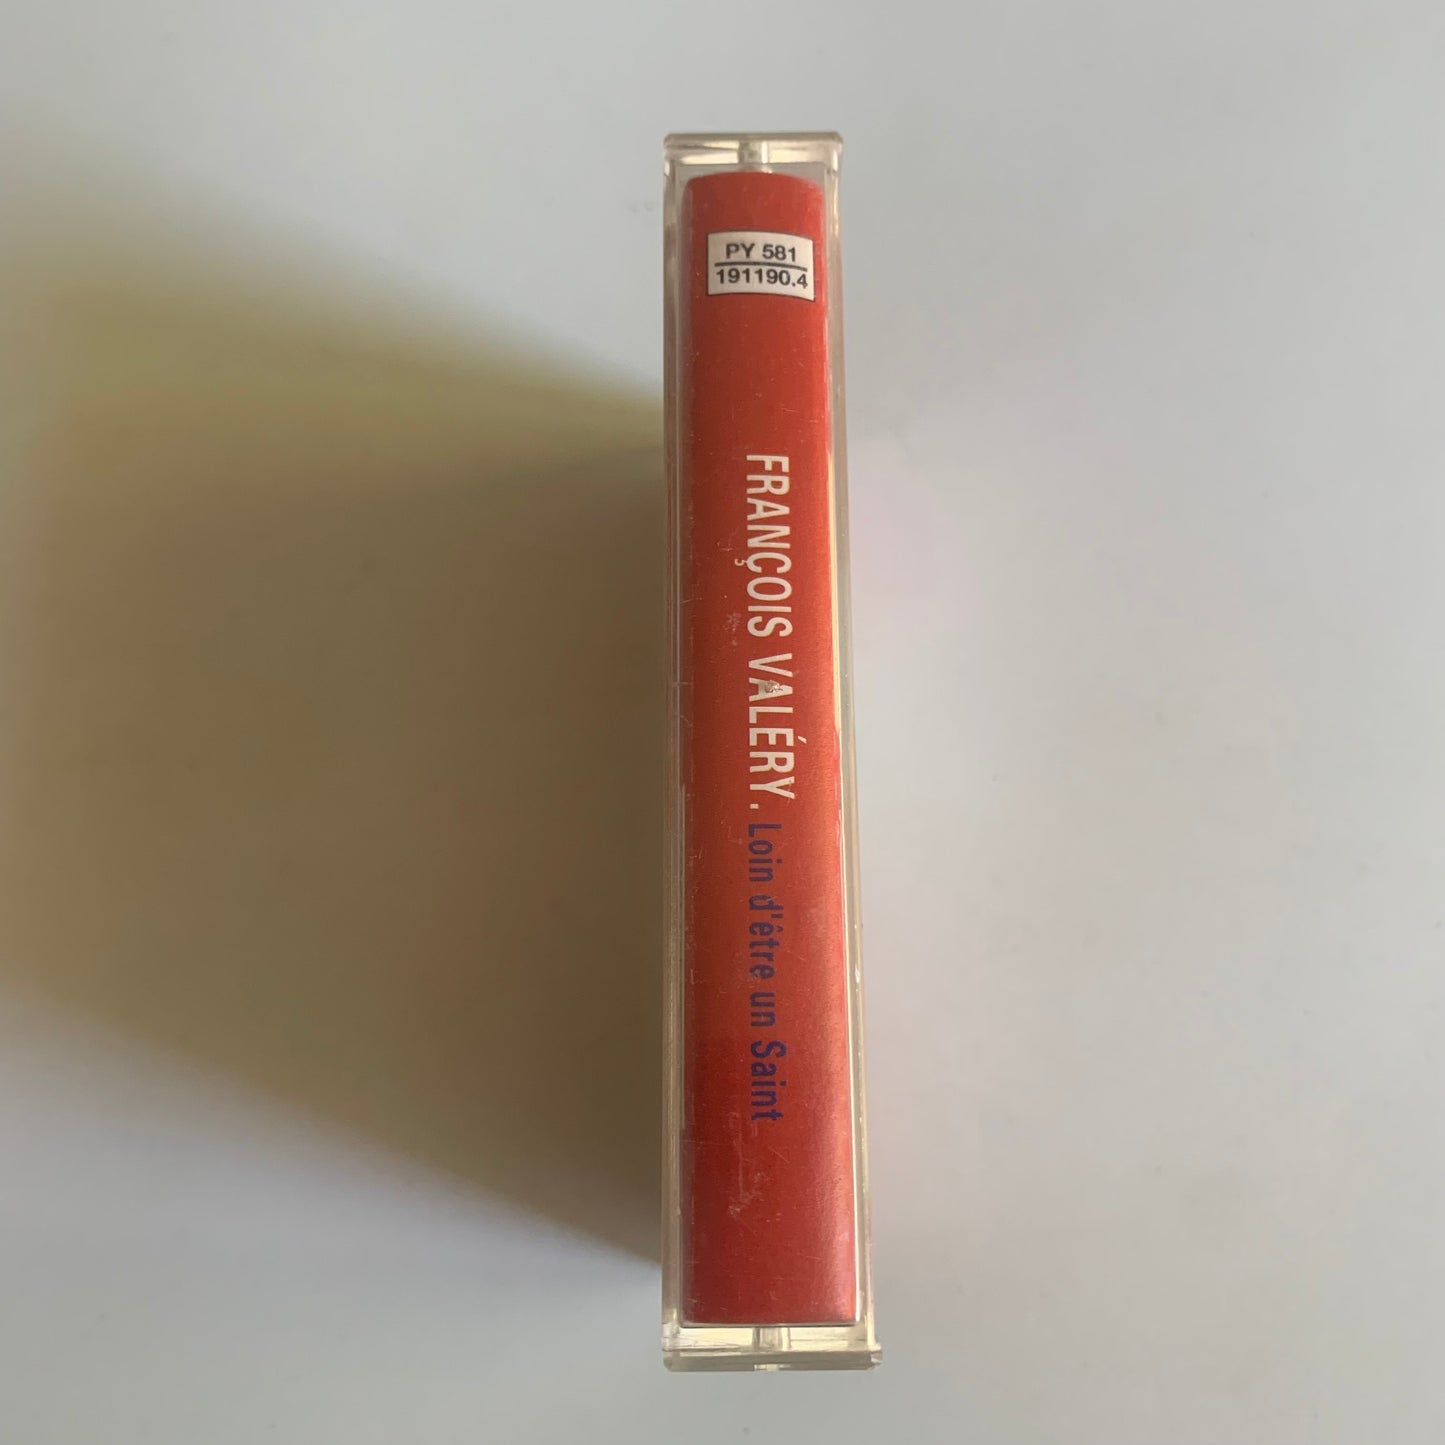 PY 581
191190.4
FRANÇOIS VALÉRY. Loin d'être un Saint